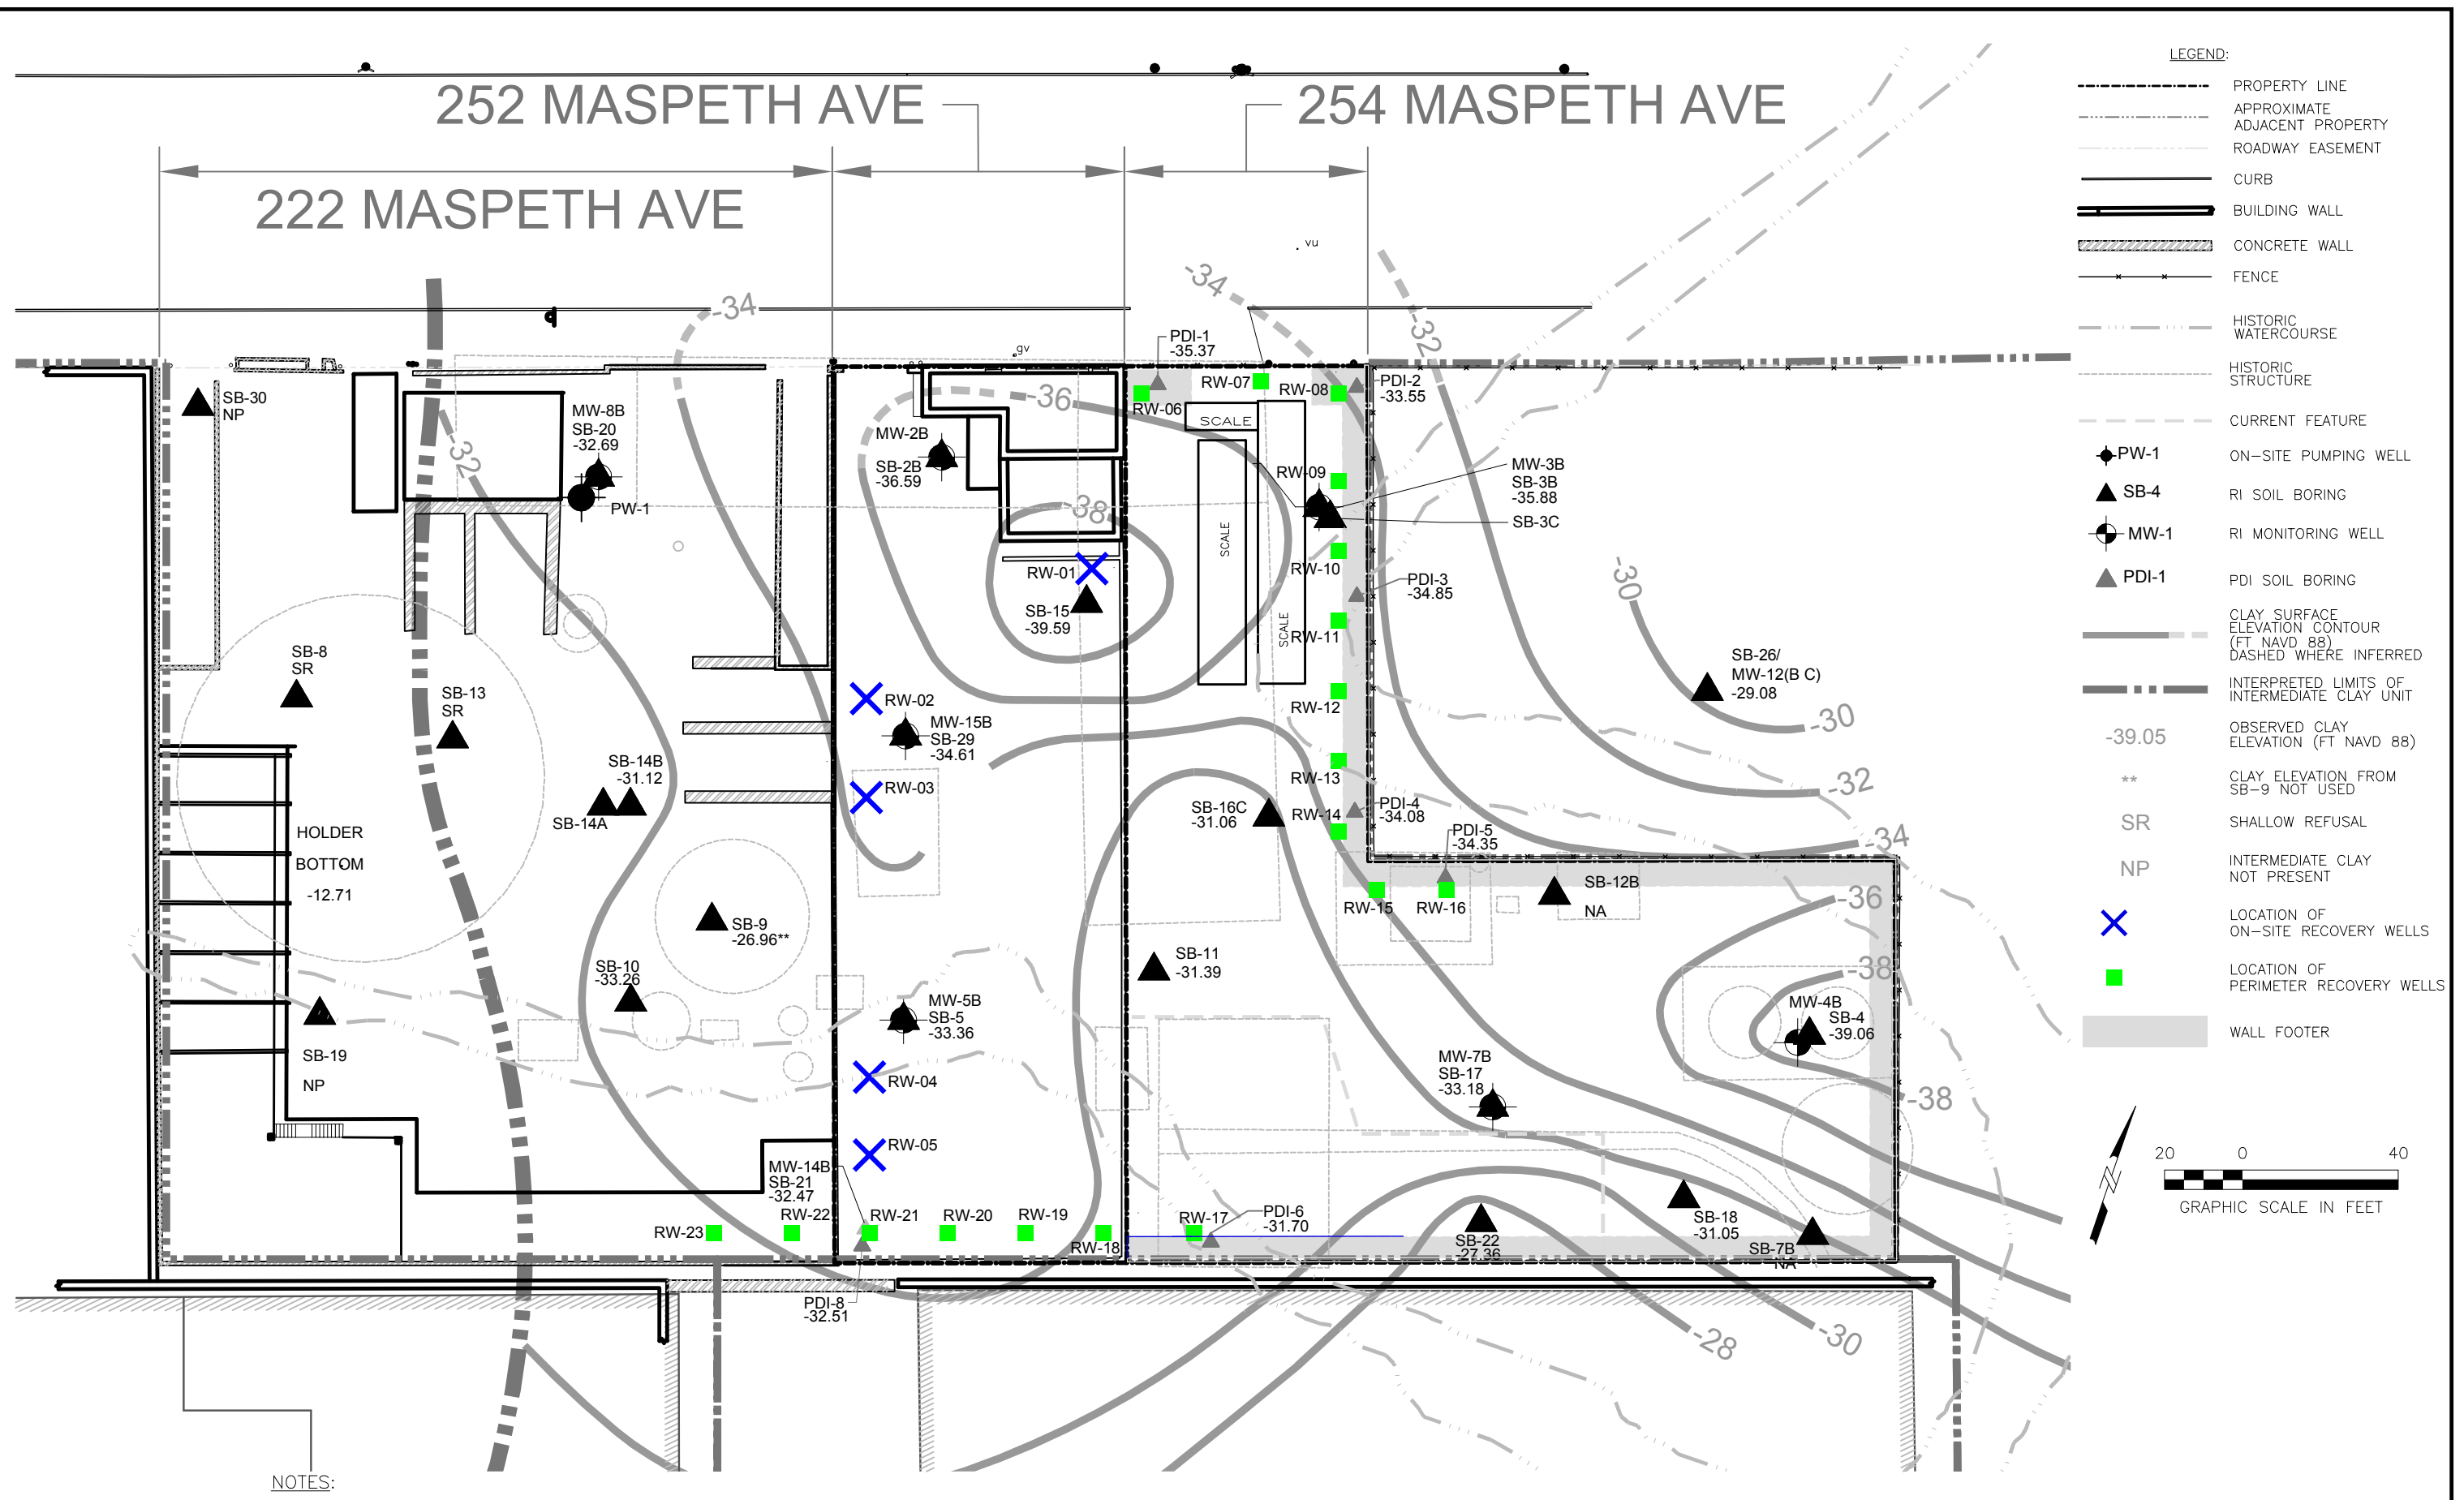 252 MASPETH AVE
254 MASPETH AVE
222 MASPETH AVE
vu
gv
-34
-34
-32
-36
-32
-38
-30
-30
-32
-34
-36
-38
-38
-28
-30
SB-30
NP
MW-8B
SB-20
-32.69
PW-1
MW-2B
SB-2B
-36.59
PDI-1
-35.37
RW-06
RW-07
RW-08
PDI-2
-33.55
SCALE
SCALE
SCALE
RW-09
MW-3B
SB-3B
-35.88
SB-3C
RW-10
PDI-3
-34.85
RW-11
RW-01
SB-15
-39.59
SB-8
SR
SB-13
SR
RW-02
MW-15B
SB-29
-34.61
RW-03
RW-12
SB-26/
MW-12(B C)
-29.08
SB-14B
-31.12
SB-14A
RW-13
SB-16C
-31.06
RW-14
PDI-4
-34.08
PDI-5
-34.35
HOLDER
BOTTOM
-12.71
SB-9
-26.96**
RW-15
RW-16
SB-12B
NA
SB-10
-33.26
SB-11
-31.39
MW-5B
SB-5
-33.36
MW-4B
SB-4
-39.06
SB-19
NP
RW-04
MW-7B
SB-17
-33.18
RW-05
MW-14B
SB-21
-32.47
RW-23
RW-22
RW-21
RW-20
RW-19
RW-18
RW-17
PDI-6
-31.70
SB-22
-27.36
SB-18
-31.05
SB-7B
NA
PDI-8
-32.51
NOTES:
LEGEND:
PROPERTY LINE
APPROXIMATE
ADJACENT PROPERTY
ROADWAY EASEMENT
CURB
BUILDING WALL
CONCRETE WALL
FENCE
HISTORIC
WATERCOURSE
HISTORIC
STRUCTURE
CURRENT FEATURE
PW-1 ON-SITE PUMPING WELL
SB-4 RI SOIL BORING
MW-1 RI MONITORING WELL
PDI-1 PDI SOIL BORING
CLAY SURFACE
ELEVATION CONTOUR
(FT NAVD 88)
DASHED WHERE INFERRED
INTERPRETED LIMITS OF
INTERMEDIATE CLAY UNIT
-39.05 OBSERVED CLAY
ELEVATION (FT NAVD 88)
** CLAY ELEVATION FROM
SB-9 NOT USED
SR SHALLOW REFUSAL
NP INTERMEDIATE CLAY
NOT PRESENT
LOCATION OF
ON-SITE RECOVERY WELLS
LOCATION OF
PERIMETER RECOVERY WELLS
WALL FOOTER
20 0 40
GRAPHIC SCALE IN FEET